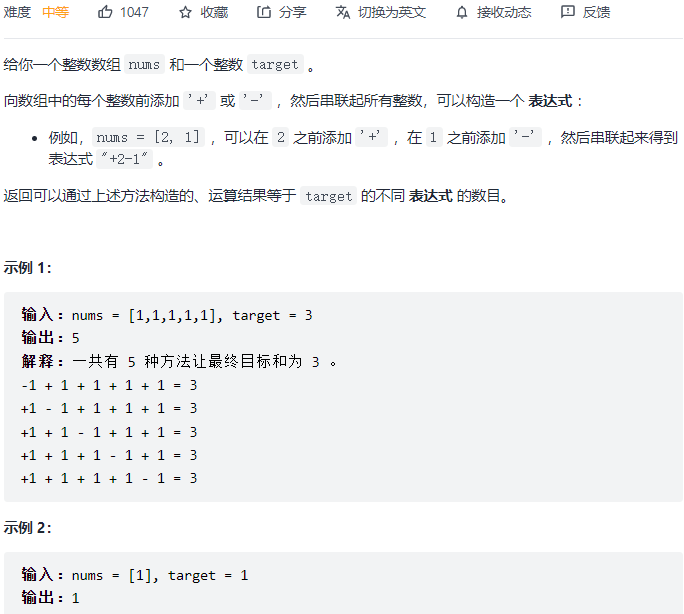 难度 中等 1047 收藏 分享 切换为英文 接收动态 反馈
给你一个整数数组 nums 和一个整数 target 。
向数组中的每个整数前添加 '+' 或 '-' ，然后串联起所有整数，可以构造一个 表达式 ：
• 例如，nums = [2, 1] ，可以在 2 之前添加 '+' ，在 1 之前添加 '-' ，然后串联起来得到
表达式 "+2-1" 。
返回可以通过上述方法构造的、运算结果等于 target 的不同 表达式 的数目。
示例 1：
输入：nums = [1,1,1,1,1], target = 3
输出：5
解释：一共有 5 种方法让最终目标和为 3 。
-1 + 1 + 1 + 1 + 1 = 3
+1 - 1 + 1 + 1 + 1 = 3
+1 + 1 - 1 + 1 + 1 = 3
+1 + 1 + 1 - 1 + 1 = 3
+1 + 1 + 1 + 1 - 1 = 3
示例 2：
输入：nums = [1], target = 1
输出：1